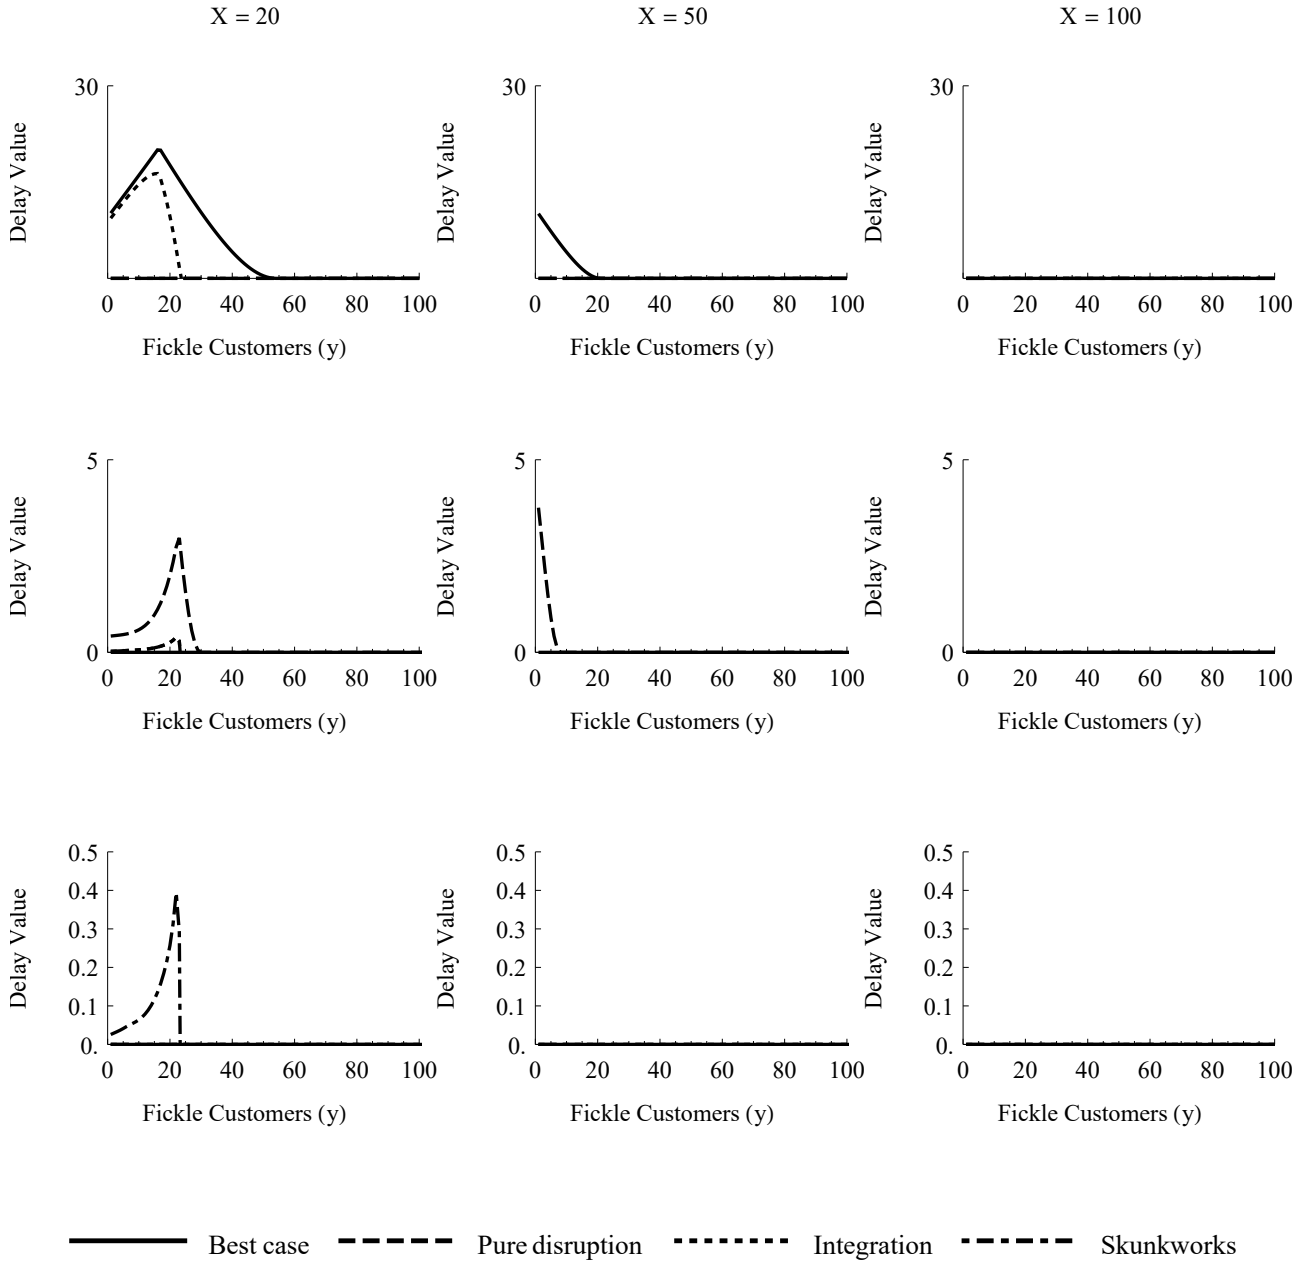 X = 20 X = 50 X = 100
30 30 30
Delay Value Delay Value Delay Value
0 20 40 60 80 100 0 20 40 60 80 100 0 20 40 60 80 100
Fickle Customers (y) Fickle Customers (y) Fickle Customers (y)
5 5 5
Delay Value Delay Value Delay Value
0 0 0
0 20 40 60 80 100 0 20 40 60 80 100 0 20 40 60 80 100
Fickle Customers (y) Fickle Customers (y) Fickle Customers (y)
0.5 0.5 0.5
0.4 0.4 0.4
0.3 0.3 0.3
Delay Value Delay Value Delay Value
0.2 0.2 0.2
0.1 0.1 0.1
0. 0. 0.
0 20 40 60 80 100 0 20 40 60 80 100 0 20 40 60 80 100
Fickle Customers (y) Fickle Customers (y) Fickle Customers (y)
Best case Pure disruption Integration Skunkworks